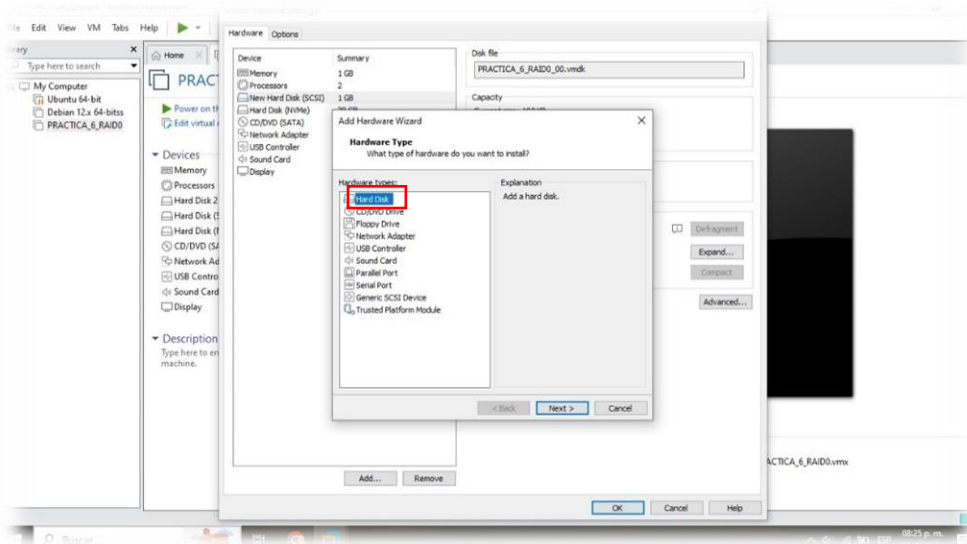 File Edit View VM Tabs Help
Hardware Options
Type here to search
My Computer
Ubuntu 64-bit
Debian 12.x 64-bitss
PRACTICA_6_RAID0
Home
PRACT
Power on th
Edit virtual
Devices
Memory
Processors
Hard Disk 2
Hard Disk (S
Hard Disk (
CD/DVD (SA
Network Ad
USB Contro
Sound Card
Display
Description
Type here to en
machine.
Device Summary
Memory 1 GB
Processors 2
New Hard Disk (SCSI) 1 GB
Hard Disk (NVMe)
CD/DVD (SATA)
Network Adapter
USB Controller
Sound Card
Display
Add... Remove
Disk file
PRACTICA_6_RAID0_00.vmdk
Capacity
Add Hardware Wizard
Hardware Type
What type of hardware do you want to install?
Hardware types:
Hard Disk
CD/DVD Drive
Floppy Drive
Network Adapter
USB Controller
Sound Card
Parallel Port
Serial Port
Generic SCSI Device
Trusted Platform Module
Explanation
Add a hard disk.
< Back Next > Cancel
Defragment
Expand...
Compact
Advanced...
ACTICA_6_RAID0.vmx
OK Cancel Help
Buscar
08:25 p. m.